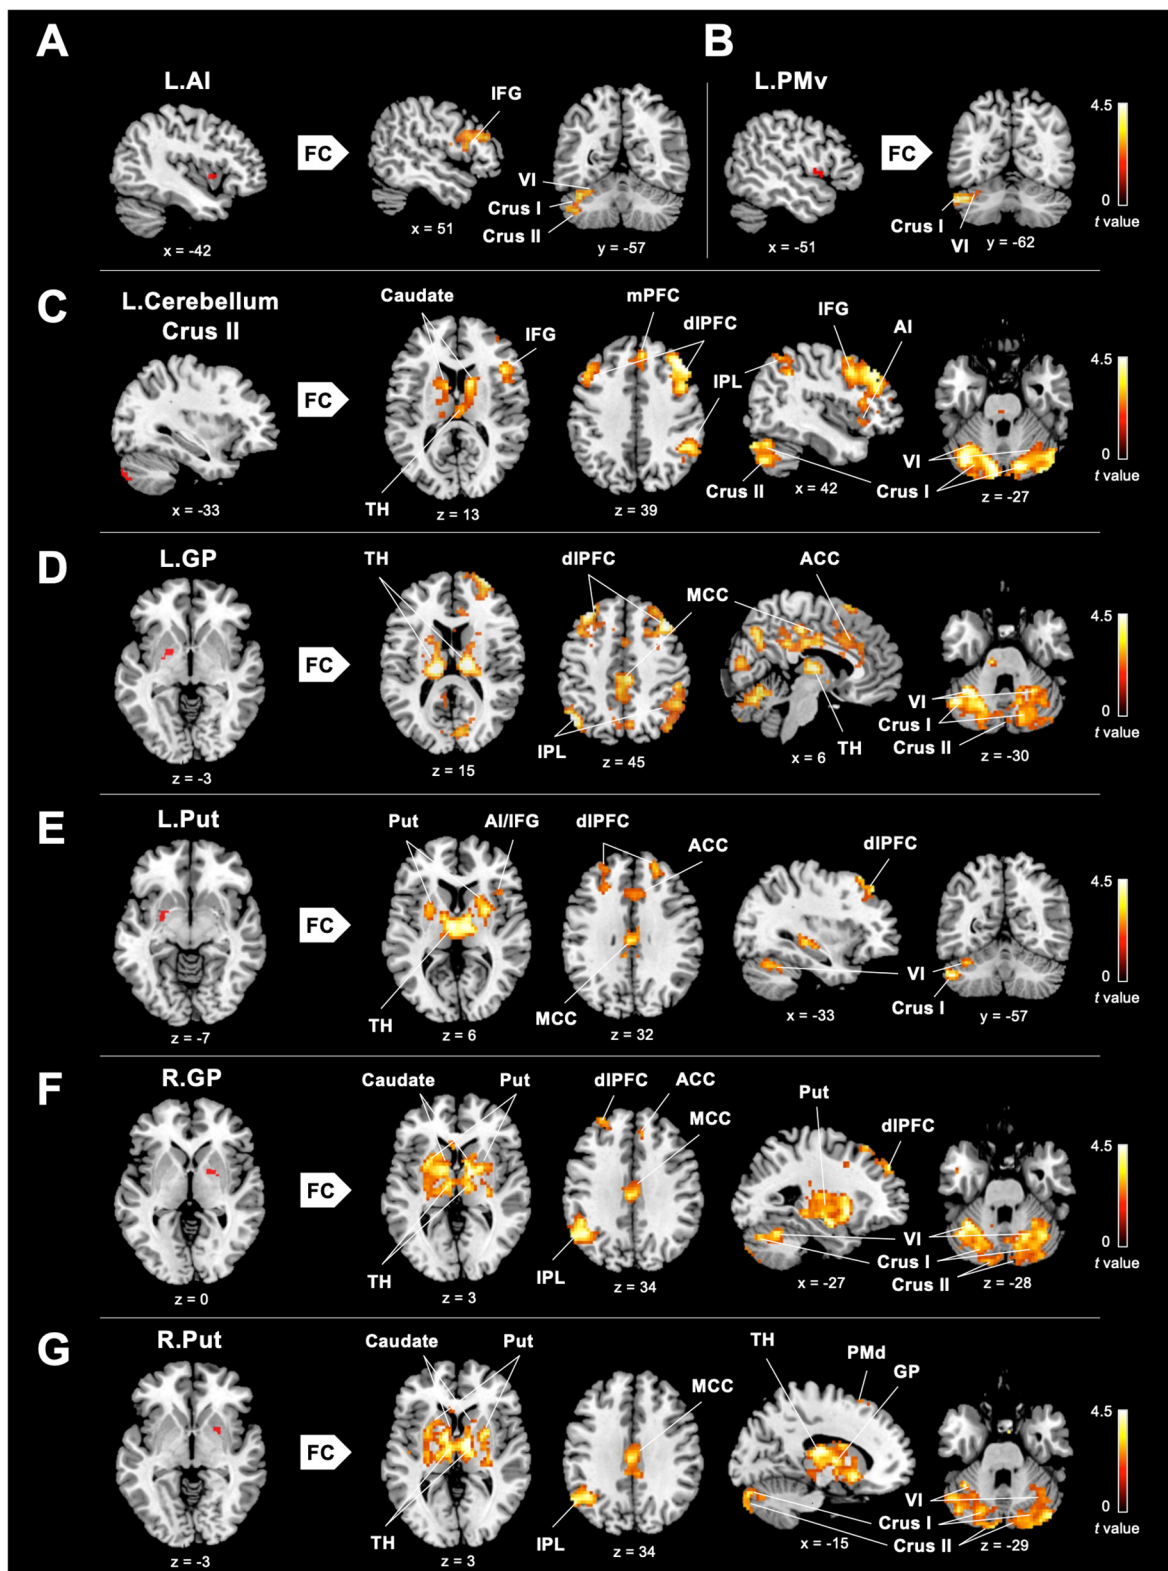 A
B
L.AI
L.PMv
IFG
FC
FC
VI
Crus I
Crus II
Crus I
VI
x = -42
x = 51
y = -57
x = -51
y = -62
4.5
0
t value
C
L.Cerebellum
Crus II
Caudate
mPFC
dlPFC
IFG
AI
IFG
IPL
FC
VI
Crus II
Crus I
TH
x = -33
z = 13
z = 39
x = 42
z = -27
4.5
0
t value
D
L.GP
TH
dlPFC
ACC
MCC
FC
VI
Crus I
Crus II
IPL
TH
z = -3
z = 15
z = 45
x = 6
z = -30
4.5
0
t value
E
L.Put
Put
AI/IFG
dlPFC
ACC
dlPFC
FC
VI
Crus I
TH
MCC
z = -7
z = 6
z = 32
x = -33
y = -57
4.5
0
t value
F
R.GP
Caudate
Put
dlPFC
ACC
MCC
Put
dlPFC
FC
VI
Crus I
Crus II
TH
IPL
z = 0
z = 3
z = 34
x = -27
z = -28
4.5
0
t value
G
R.Put
Caudate
Put
MCC
TH
PMd
GP
FC
VI
Crus I
Crus II
TH
IPL
z = -3
z = 3
z = 34
x = -15
z = -29
4.5
0
t value